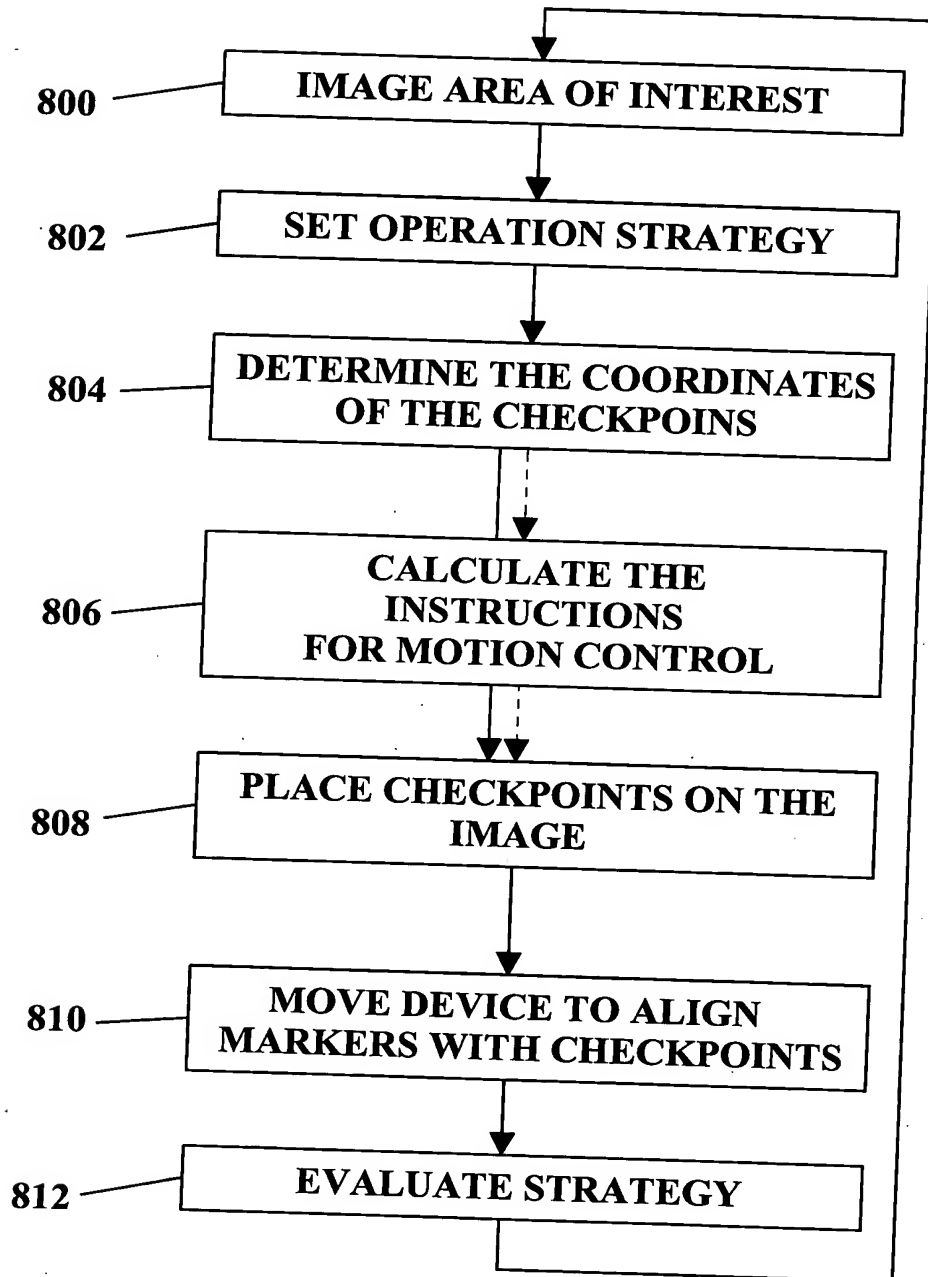 800
IMAGE AREA OF INTEREST
802
SET OPERATION STRATEGY
804
DETERMINE THE COORDINATES
OF THE CHECKPOINS
806
CALCULATE THE
INSTRUCTIONS
FOR MOTION CONTROL
808
PLACE CHECKPOINTS ON THE
IMAGE
810
MOVE DEVICE TO ALIGN
MARKERS WITH CHECKPOINTS
812
EVALUATE STRATEGY